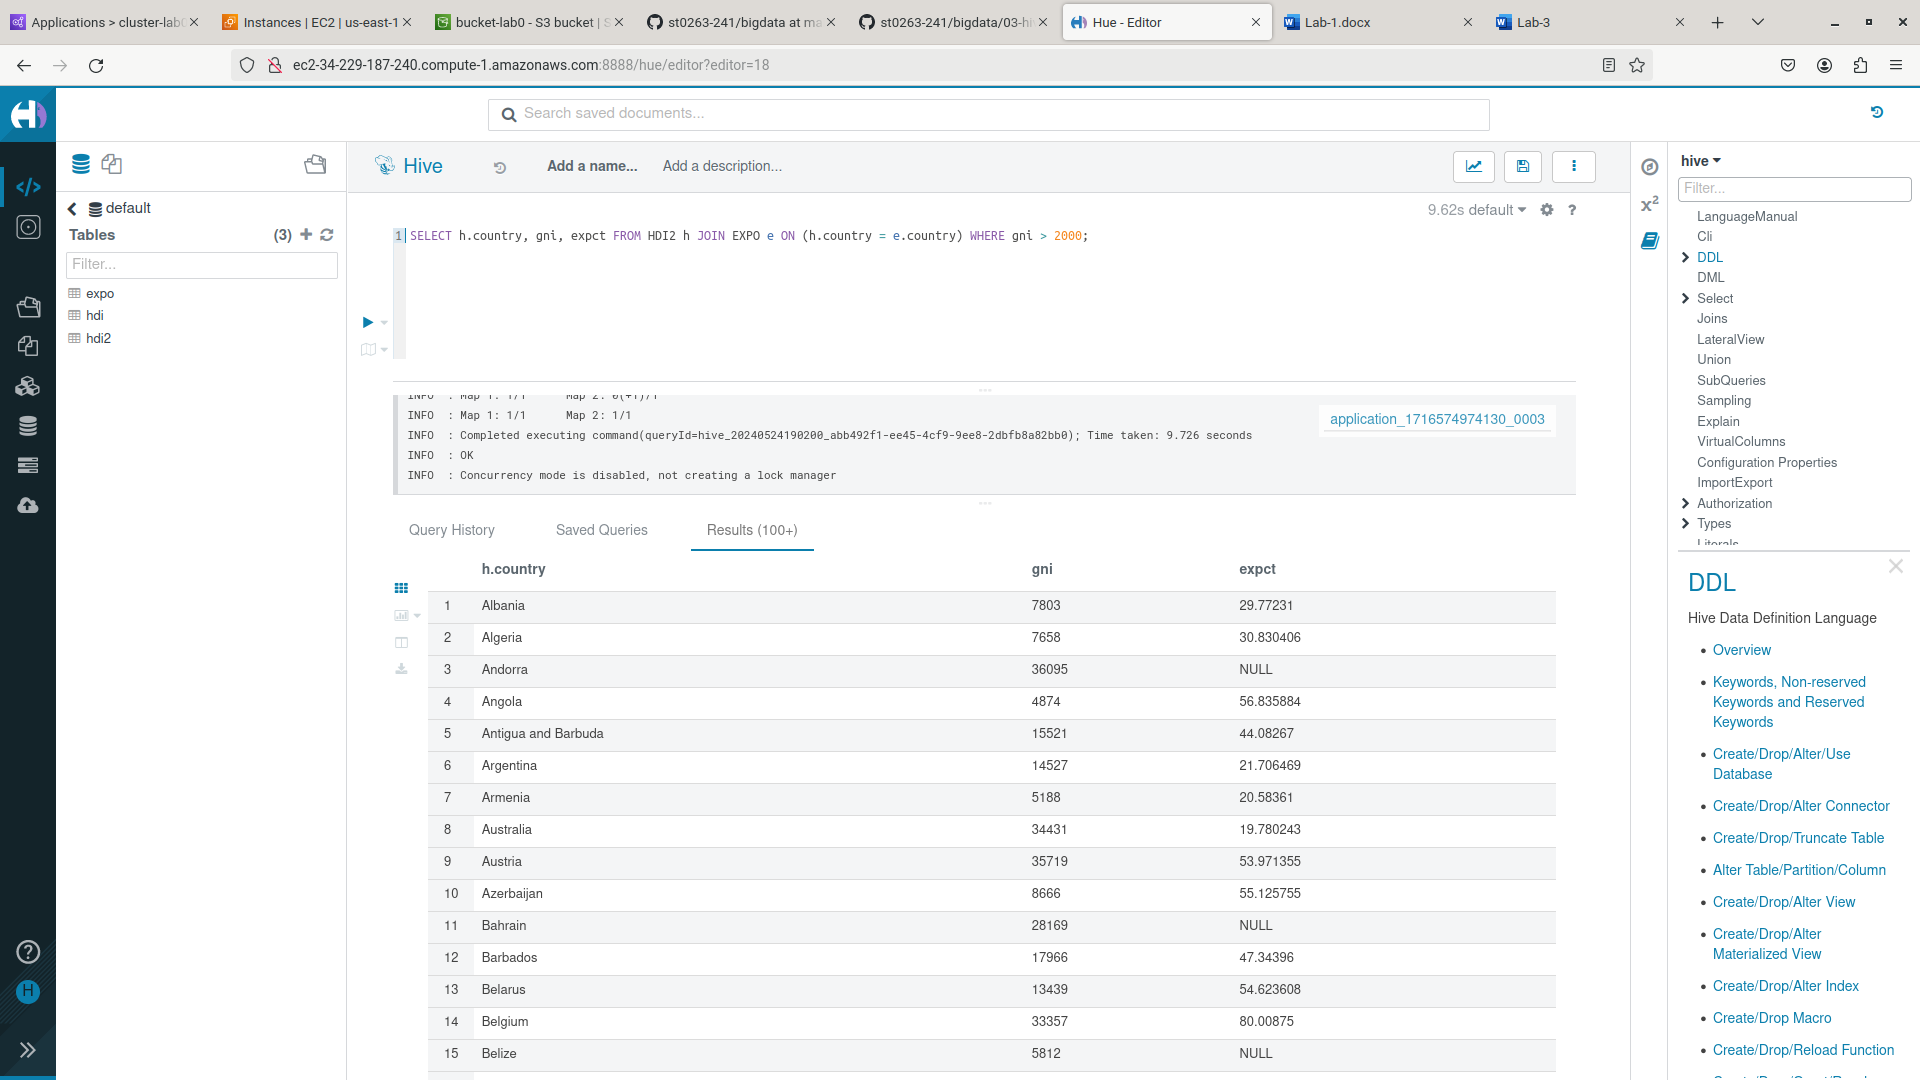 Applications > cluster-lab
Instances | EC2 | us-east-1
bucket-lab0 - S3 bucket | S
st0263-241/bigdata at ma
st0263-241/bigdata/03-hi
Hue - Editor
Lab-1.docx
Lab-3
ec2-34-229-187-240.compute-1.amazonaws.com:8888/hue/editor?editor=18
Search saved documents...
default
Tables
(3)
Filter...
expo
hdi
hdi2
H
Hive
Add a name...
Add a description...
9.62s default
?
1
SELECT h.country, gni, expct FROM HDI2 h JOIN EXPO e ON (h.country = e.country) WHERE gni > 2000;
INFO : Map 1: 1/1 Map 2: 0(+1)/1
INFO : Map 1: 1/1 Map 2: 1/1
INFO : Completed executing command(queryId=hive_20240524190200_abb492f1-ee45-4cf9-9ee8-2dbfb8a82bb0); Time taken: 9.726 seconds
INFO : OK
INFO : Concurrency mode is disabled, not creating a lock manager
application_1716574974130_0003
Query History
Saved Queries
Results (100+)
h.country gni expct
1 Albania 7803 29.77231
2 Algeria 7658 30.830406
3 Andorra 36095 NULL
4 Angola 4874 56.835884
5 Antigua and Barbuda 15521 44.08267
6 Argentina 14527 21.706469
7 Armenia 5188 20.58361
8 Australia 34431 19.780243
9 Austria 35719 53.971355
10 Azerbaijan 8666 55.125755
11 Bahrain 28169 NULL
12 Barbados 17966 47.34396
13 Belarus 13439 54.623608
14 Belgium 33357 80.00875
15 Belize 5812 NULL
x²
hive
Filter...
LanguageManual
Cli
DDL
DML
Select
Joins
LateralView
Union
SubQueries
Sampling
Explain
VirtualColumns
Configuration Properties
ImportExport
Authorization
Types
Literals
DDL
Hive Data Definition Language
Overview
Keywords, Non-reserved
Keywords and Reserved
Keywords
Create/Drop/Alter/Use
Database
Create/Drop/Alter Connector
Create/Drop/Truncate Table
Alter Table/Partition/Column
Create/Drop/Alter View
Create/Drop/Alter
Materialized View
Create/Drop/Alter Index
Create/Drop Macro
Create/Drop/Reload Function